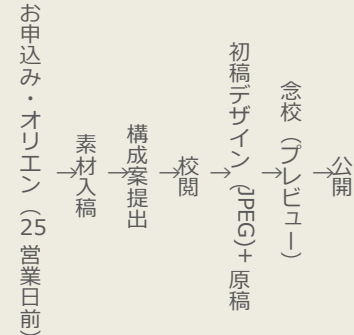 お申込み・オリエン（25営業日前）
→
素材入稿
→
構成案提出
→
校閲
→
初稿デザイン（JPEG)＋原稿
→
念校（プレビュー）
→
公開